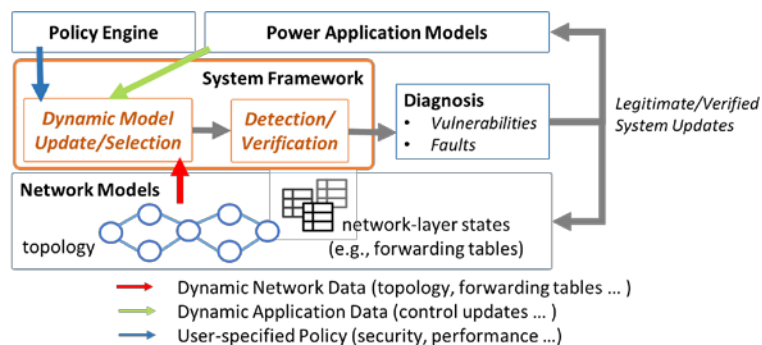 Policy Engine
Power Application Models
System Framework
Dynamic Model
Update/Selection
Detection/
Verification
Diagnosis
• Vulnerabilities
• Faults
Legitimate/Verified
System Updates
Network Models
topology
network-layer states
(e.g., forwarding tables)
Dynamic Network Data (topology, forwarding tables ... )
Dynamic Application Data (control updates ... )
User-specified Policy (security, performance ...)